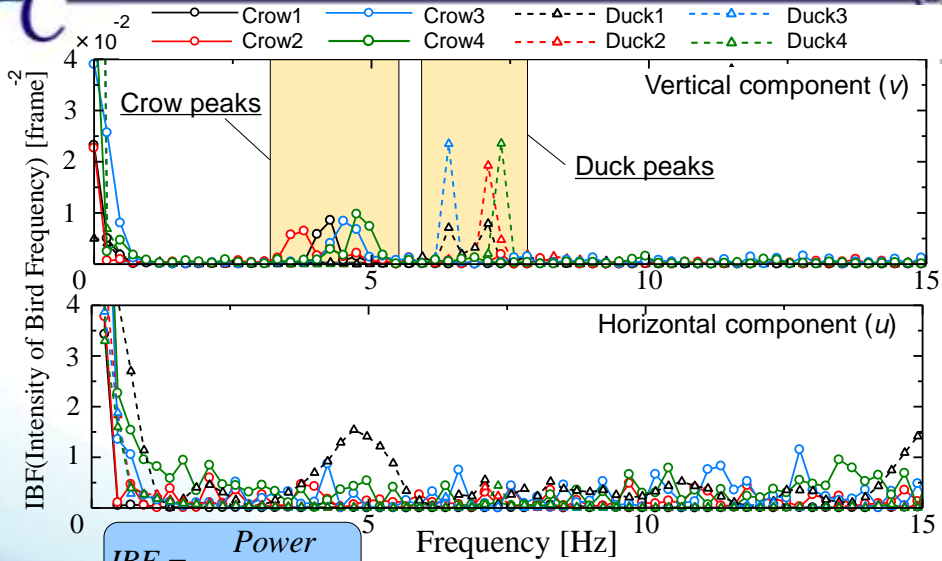 C
Crow1 Crow3 Duck1 Duck3
Crow2 Crow4 Duck2 Duck4
× 10-2
IBF(Intensity of Bird Frequency) [frame-2]
Vertical component (v)
Crow peaks
Duck peaks
4
3
2
1
0 5 10 15
Horizontal component (u)
4
3
2
1
0 5 10 15
Frequency [Hz]
Power
IBF =